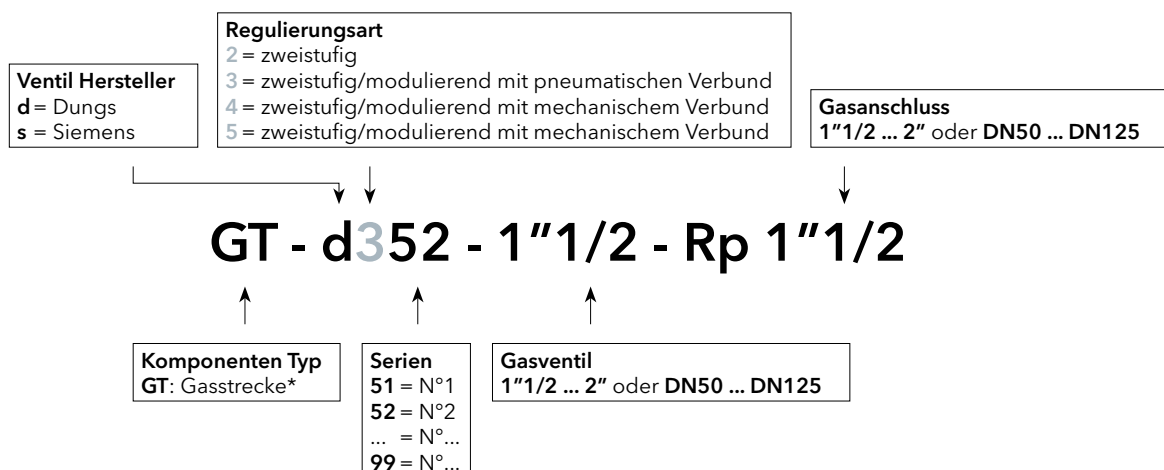 Regulierungsart
2 = zweistufig
3 = zweistufig/modulierend mit pneumatischen Verbund
4 = zweistufig/modulierend mit mechanischem Verbund
5 = zweistufig/modulierend mit mechanischem Verbund
Ventil Hersteller
d = Dungs
s = Siemens
Gasanschluss
1"1/2 ... 2" oder DN50 ... DN125
GT - d352 - 1"1/2 - Rp 1"1/2
Komponenten Typ
GT: Gasstrecke*
Serien
51 = N°1
52 = N°2
... = N°...
99 = N°...
Gasventil
1"1/2 ... 2" oder DN50 ... DN125